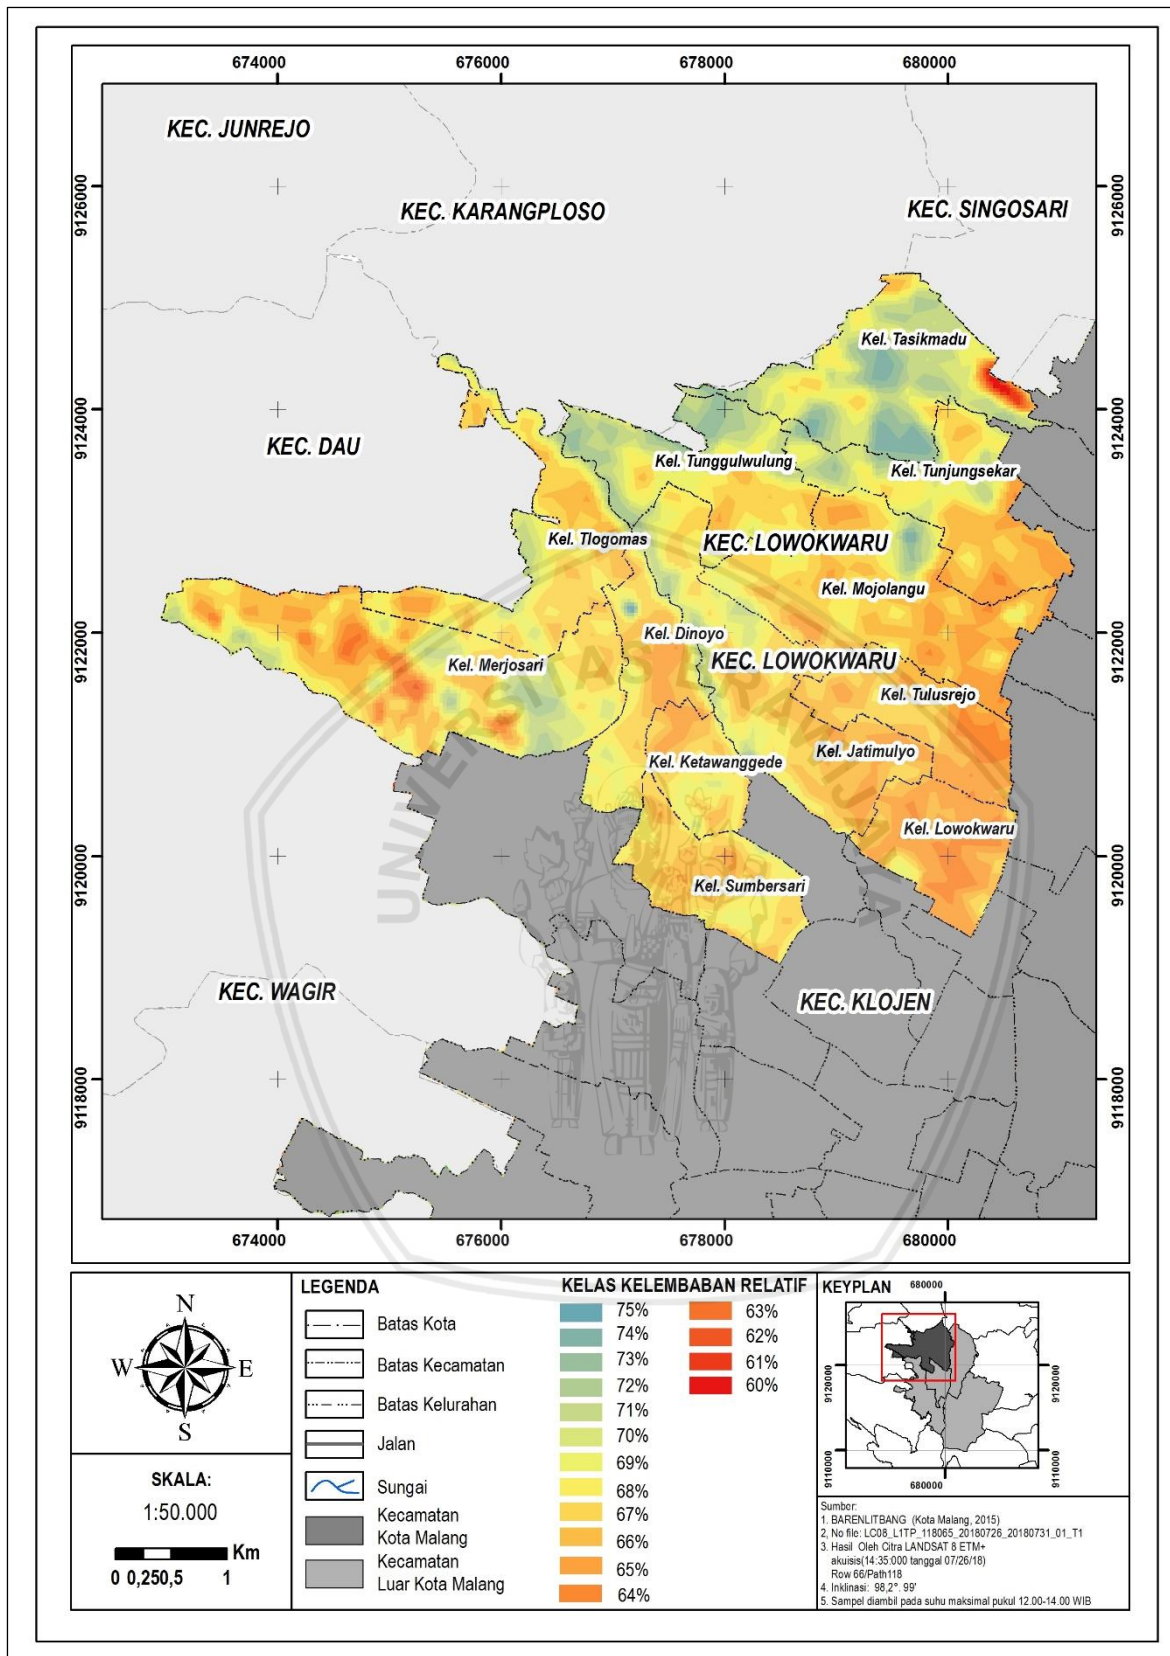 674000 676000 678000 680000
KEC. JUNREJO
9126000 9126000
KEC. KARANGPLOSO
KEC. SINGOSARI
Kel. Tasikmadu
9124000 9124000
KEC. DAU
Kel. Tunggulwulung
Kel. Tunjungsekar
Kel. Tlogomas
KEC. LOWOKWARU
Kel. Mojolangu
9122000 9122000
Kel. Dinoyo
Kel. Merjosari
KEC. LOWOKWARU
Kel. Tulusrejo
Kel. Jatimulyo
Kel. Ketawanggede
Kel. Lowokwaru
9120000 9120000
Kel. Sumbersari
UNIVERSITAS BRAWIJAYA
KEC. WAGIR
KEC. KLOJEN
9118000 9118000
674000 676000 678000 680000
N
W E
S
SKALA:
1:50.000
Km
0 0,250,5 1
LEGENDA
Batas Kota
Batas Kecamatan
Batas Kelurahan
Jalan
Sungai
Kecamatan
Kota Malang
Kecamatan
Luar Kota Malang
KELAS KELEMBABAN RELATIF
75%
74%
73%
72%
71%
70%
69%
68%
67%
66%
65%
64%
63%
62%
61%
60%
KEYPLAN
680000
9120000 9120000
9110000 9110000
680000
Sumber:
1. BARENLITBANG (Kota Malang, 2015)
2, No file: LC08_L1TP_118065_20180726_20180731_01_T1
3. Hasil Oleh Citra LANDSAT 8 ETM+
akuisis(14:35:000 tanggal 07/26/18)
Row 66/Path118
4. Inklinasi: 98,2°. 99'
5. Sampel diambil pada suhu maksimal pukul 12.00-14.00 WIB